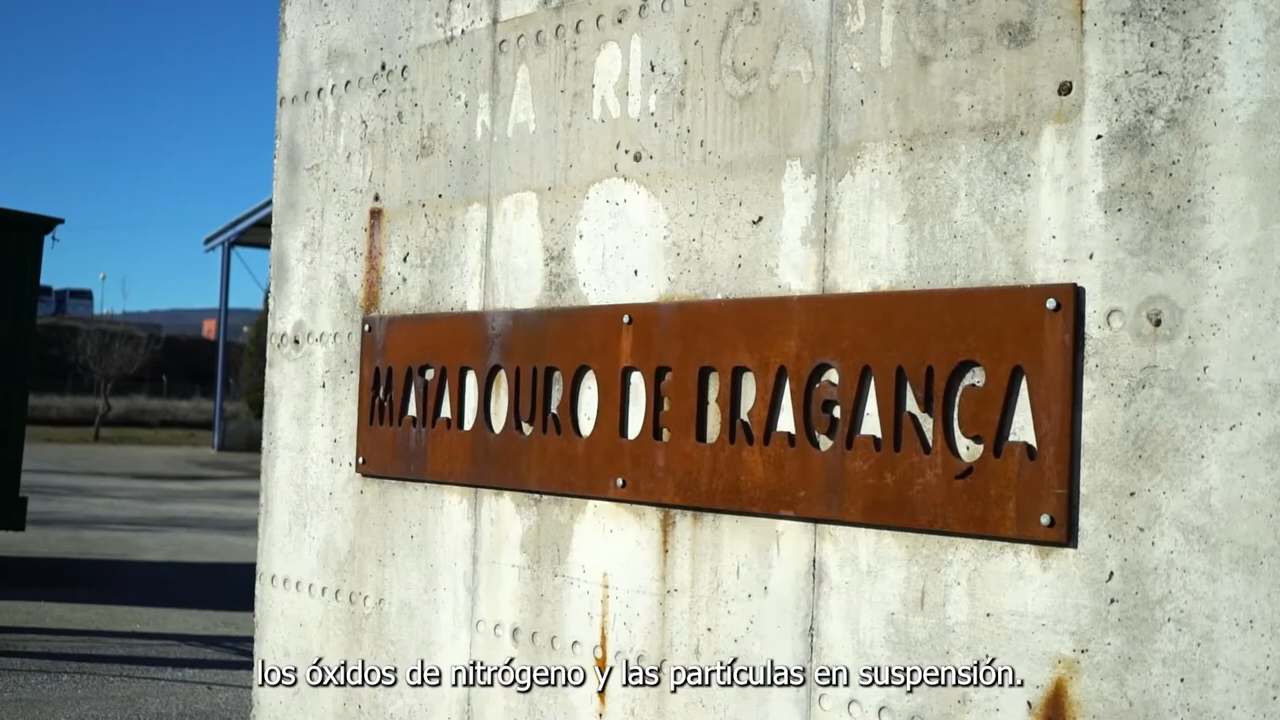 MATADOURO DE BRAGANÇA
los óxidos de nitrógeno y las partículas en suspensión.